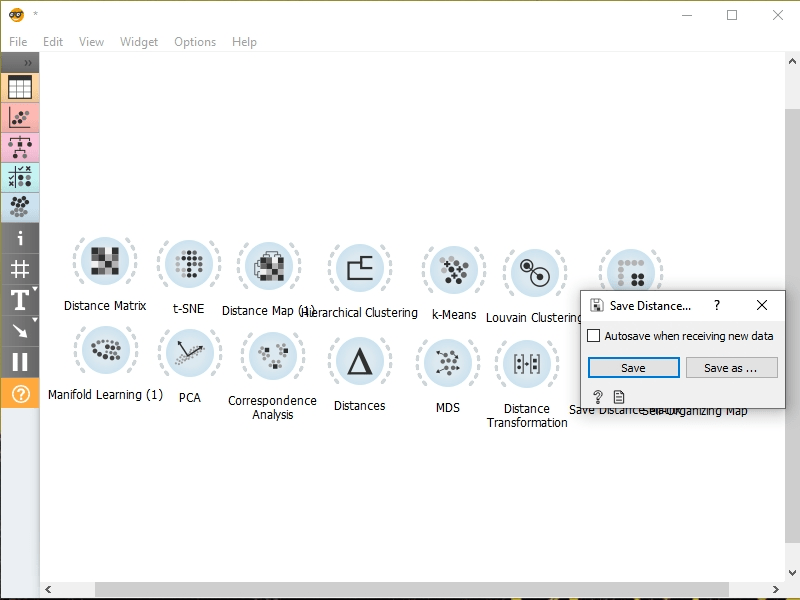 *
File Edit View Widget Options Help
Distance Matrix
t-SNE
Distance Map (1)
Hierarchical Clustering
k-Means
Louvain Clustering
Save Distance... ?
Autosave when receiving new data
Save Save as ...
Manifold Learning (1)
PCA
Correspondence
Analysis
Distances
MDS
Distance
Transformation
Save Distance
Self-Organizing Map